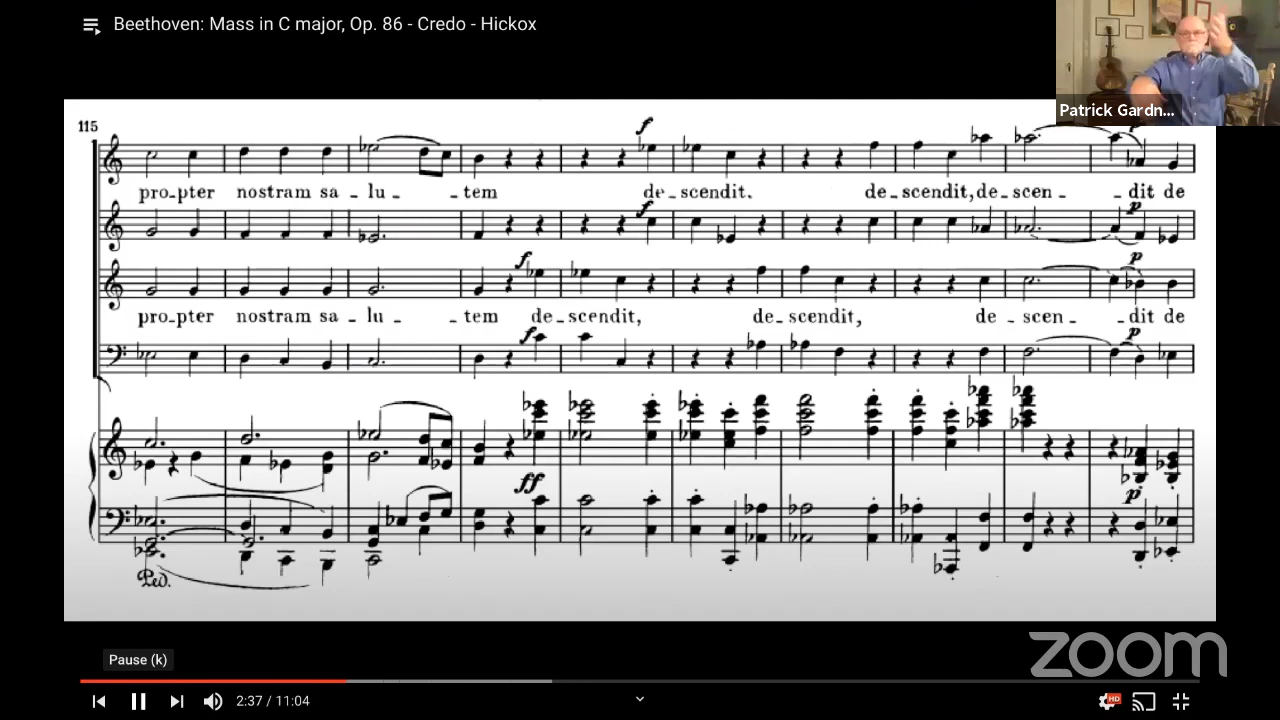 Beethoven: Mass in C major, Op. 86 - Credo - Hickox
Patrick Gardn...
115
f
pro-pter nostram sa-lu-tem de-scendit. de-scendit, de-scen-dit de
f
p
f
p
pro-pter nostram sa-lu-tem de-scendit, de-scendit, de-scen-dit de
f
p
ff
p
Ped.
zoom
Pause (k)
2:37 / 11:04
HD